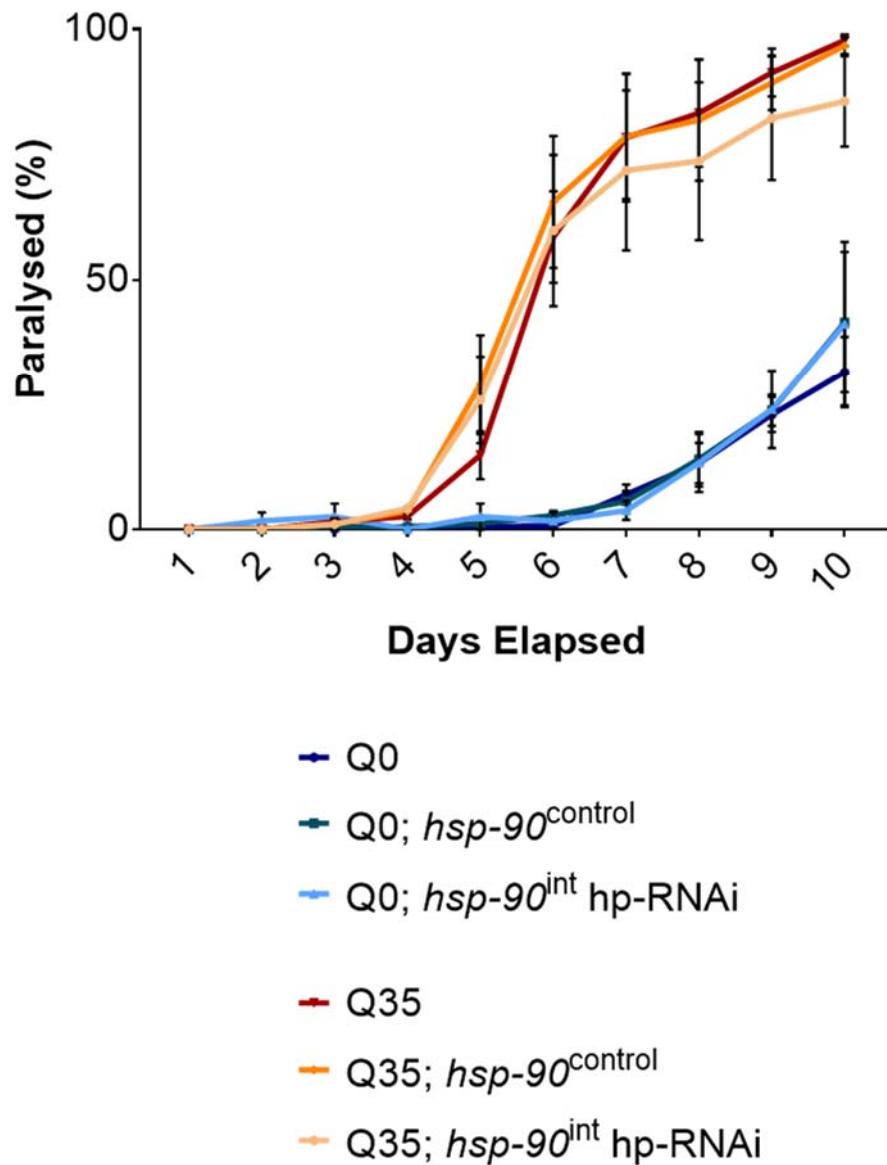 100
50
0
Paralysed (%)
1 2 3 4 5 6 7 8 9 10
Days Elapsed
Q0
Q0; hsp-90control
Q0; hsp-90int hp-RNAi
Q35
Q35; hsp-90control
Q35; hsp-90int hp-RNAi